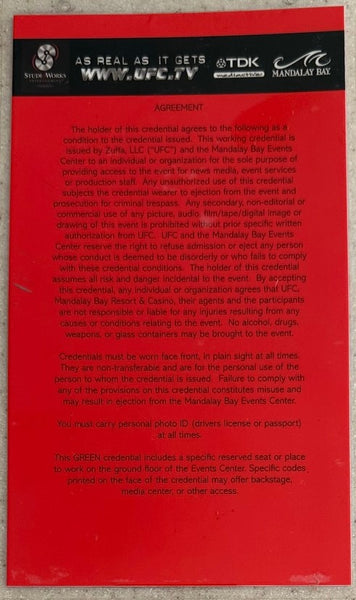 STUDIO WORKS
ENTERTAINMENT
AS REAL AS IT GETS
WWW.UFC.TV
TDK
MANDALAY BAY.
AGREEMENT
The holder of this credential agrees to the following as a
condition to the credential issued. This working credential is
issued by Zuffa, LLC ("UFC") and the Mandalay Bay Events
Center to an individual or organization for the sole purpose of
providing access to the event for news media, event services
or production staff. Any unauthorized use of this credential
subjects the credential wearer to ejection from the event and
prosecution for criminal trespass. Any secondary, non-editorial or
commercial use of any picture, audio, film/tape/digital image or
drawing of this event is prohibited without prior specific written
authorization from UFC. UFC and the Mandalay Bay Event
Center reserve the right to refuse admission or eject any person
whose conduct is deemed to be disorderly or who fails to comply
with these credential conditions. The holder of this credential
assumes all risk and danger incidental to the event. By accepting
this credential, any individual or organization agrees that UFC,
Mandalay Bay Resort & Casino, their agents and the participants
are not responsible or liable for any injuries resulting from any
causes or conditions relating to the event. No alcohol, drugs,
weapons, or glass containers may be brought to the event.
Credentials must be worn face front, in plain sight at all times.
They are non-transferable and are for the personal use of the
person to whom the credential is issued. Failure to comply with
any of the provisions on this credential constitutes misuse and
may result in ejection from the Mandalay Bay Events Center.
You must carry personal photo ID (drivers license or passport)
at all times.
This GREEN credential includes a specific reserved seat or place
to work on the ground floor of the Events Center. Specific codes
printed on the face of the credential may offer backstage,
media center, or other access.